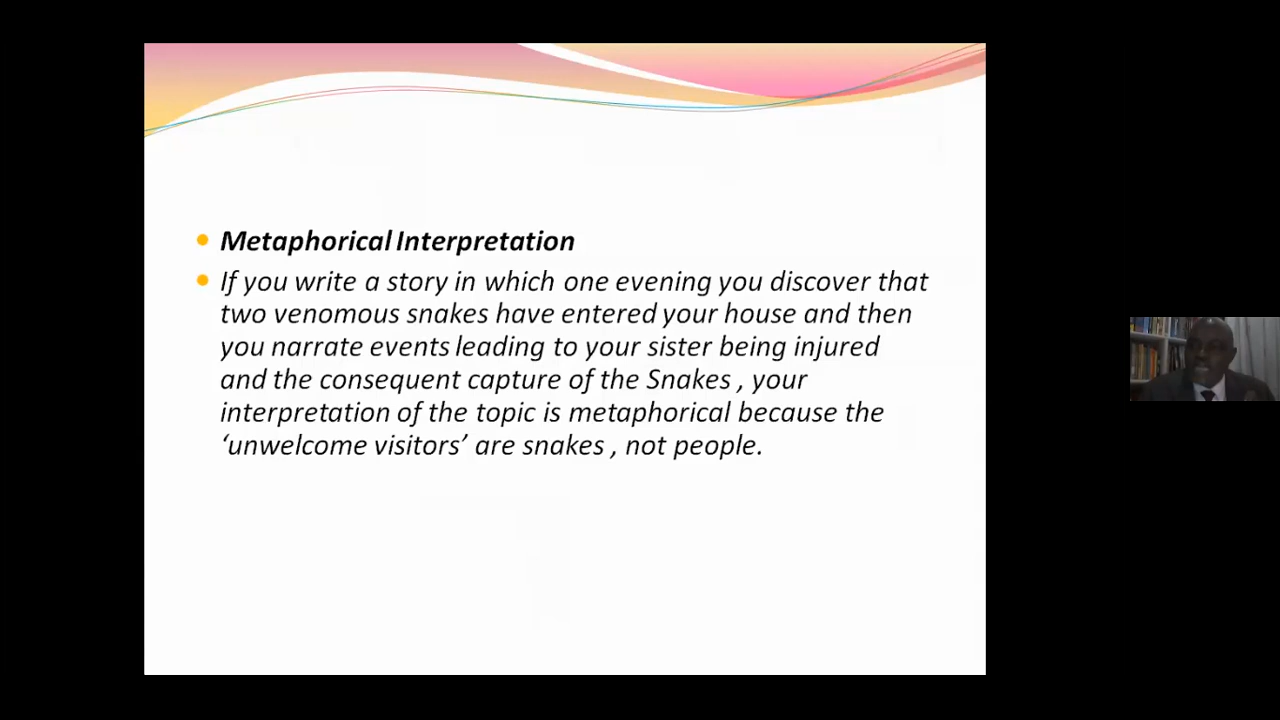 Metaphorical Interpretation
If you write a story in which one evening you discover that
two venomous snakes have entered your house and then
you narrate events leading to your sister being injured
and the consequent capture of the Snakes , your
interpretation of the topic is metaphorical because the
‘unwelcome visitors’ are snakes , not people.